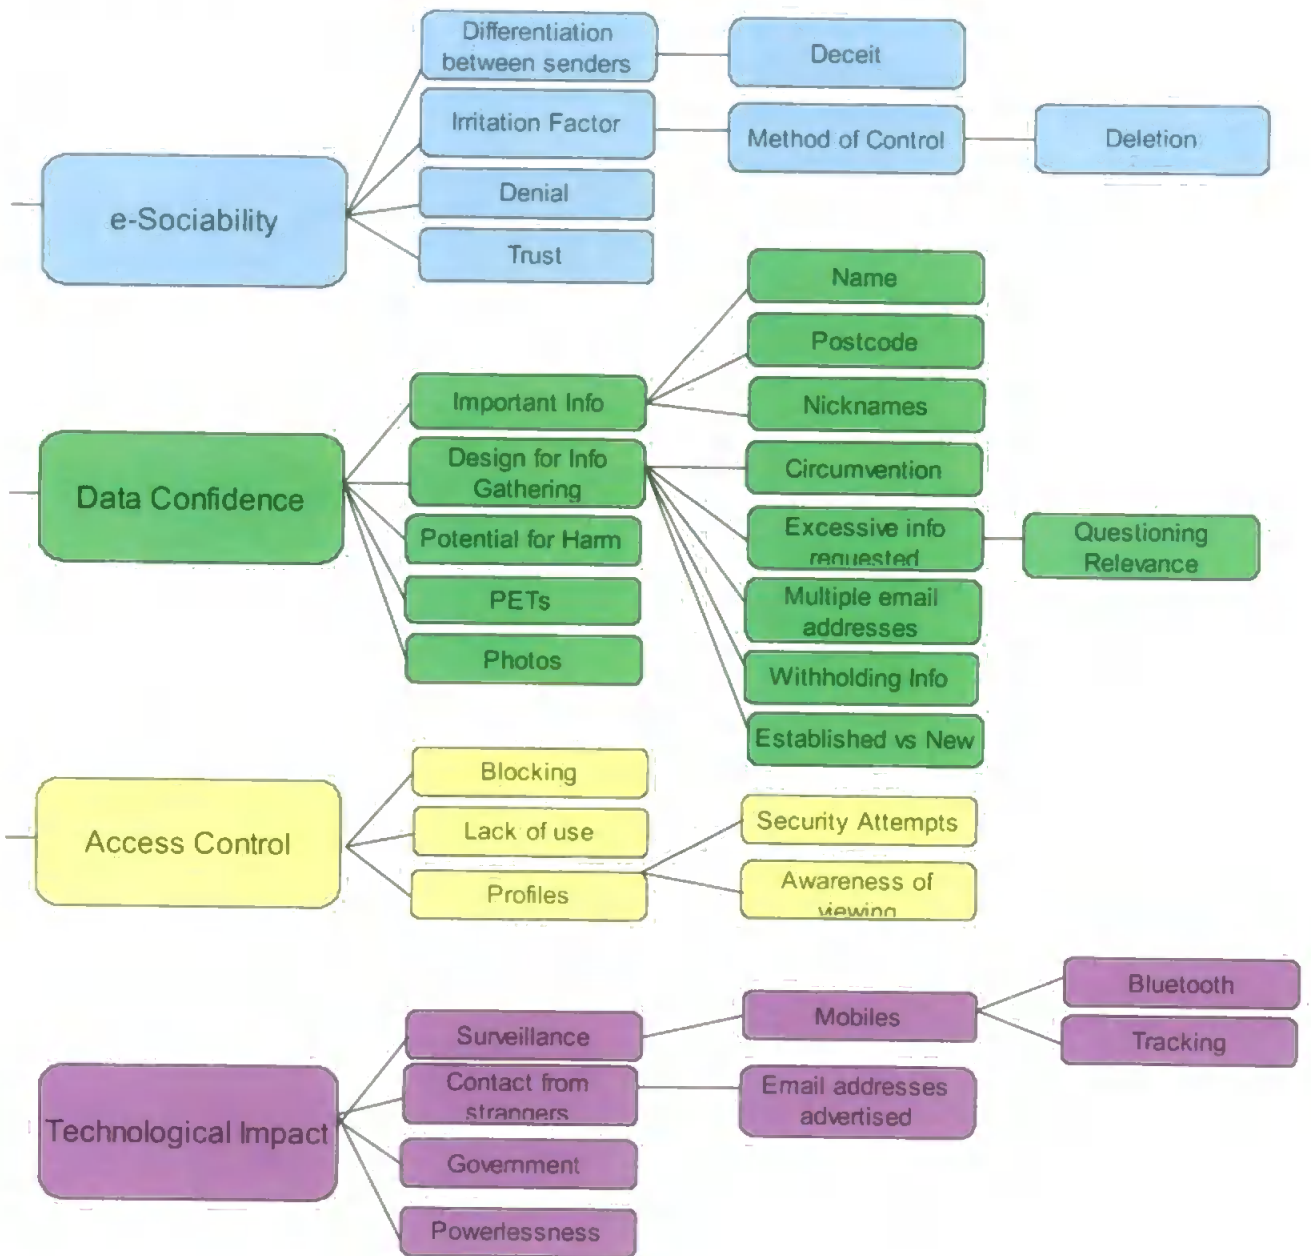 e-Sociability
Differentiation
between senders
Deceit
Irritation Factor
Method of Control
Deletion
Denial
Trust
Data Confidence
Important Info
Name
Postcode
Nicknames
Design for Info
Gathering
Circumvention
Excessive info
requested
Questioning
Relevance
Multiple email
addresses
Withholding Info
Established vs New
Potential for Harm
PETs
Photos
Access Control
Blocking
Lack of use
Profiles
Security Attempts
Awareness of
viewing
Technological Impact
Surveillance
Mobiles
Bluetooth
Tracking
Contact from
strangers
Email addresses
advertised
Government
Powerlessness